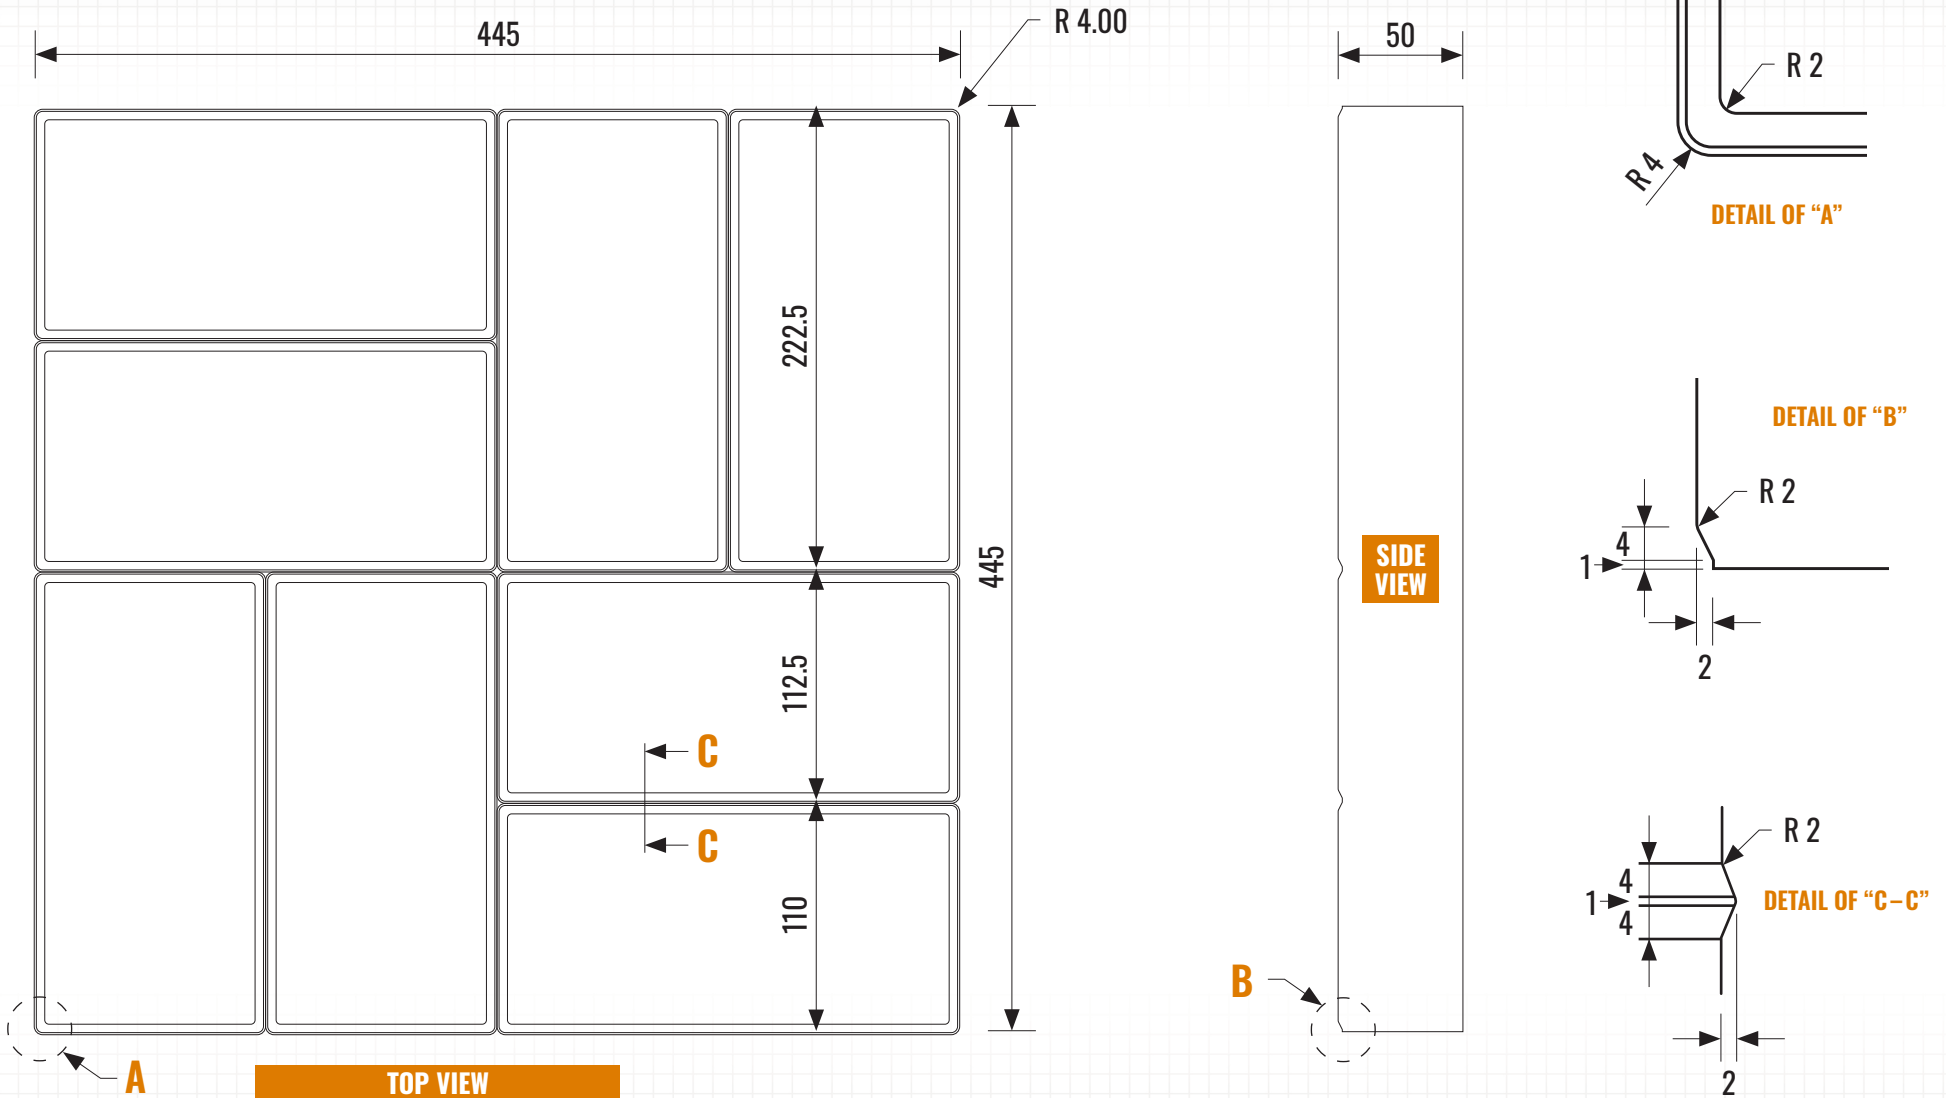 445
R 4.00
222.5
445
112.5
C
C
110
A
TOP VIEW
50
SIDE
VIEW
B
R 2
R 4
DETAIL OF “A”
DETAIL OF “B”
R 2
4
1
2
R 2
4
1
4
DETAIL OF “C–C”
2